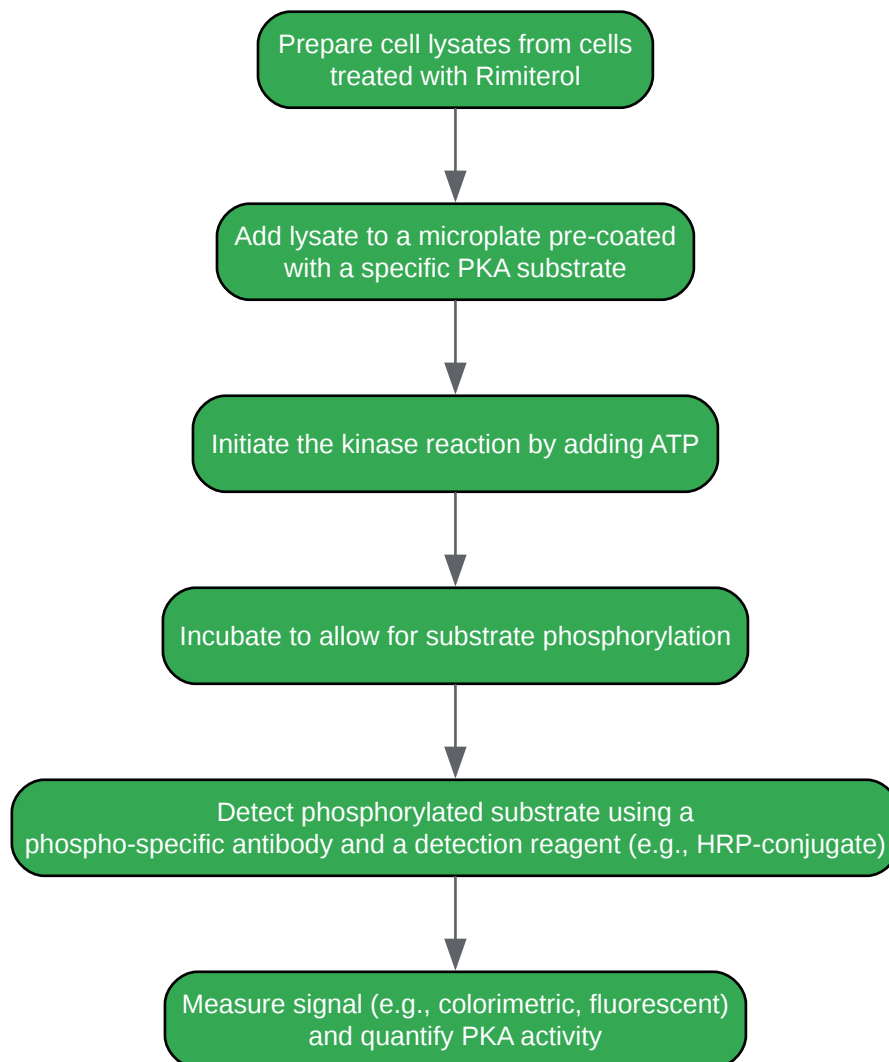 Prepare cell lysates from cells
treated with Rimiterol
Add lysate to a microplate pre-coated
with a specific PKA substrate
Initiate the kinase reaction by adding ATP
Incubate to allow for substrate phosphorylation
Detect phosphorylated substrate using a
phospho-specific antibody and a detection reagent (e.g., HRP-conjugate)
Measure signal (e.g., colorimetric, fluorescent)
and quantify PKA activity